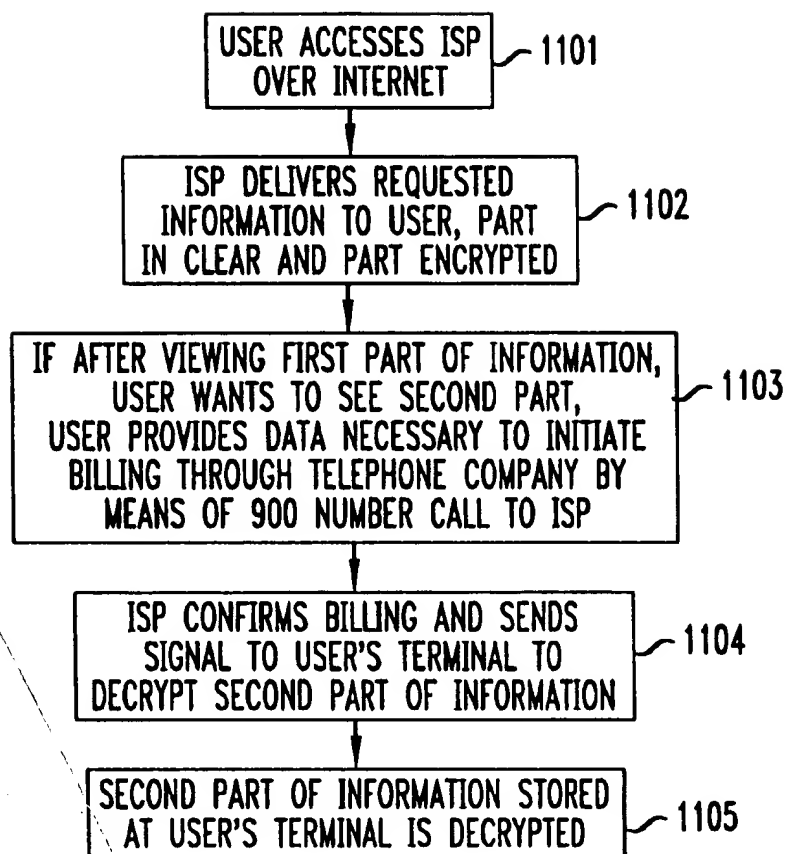 USER ACCESSES ISP
OVER INTERNET
1101
ISP DELIVERS REQUESTED
INFORMATION TO USER, PART
IN CLEAR AND PART ENCRYPTED
1102
IF AFTER VIEWING FIRST PART OF INFORMATION,
USER WANTS TO SEE SECOND PART,
USER PROVIDES DATA NECESSARY TO INITIATE
BILLING THROUGH TELEPHONE COMPANY BY
MEANS OF 900 NUMBER CALL TO ISP
1103
ISP CONFIRMS BILLING AND SENDS
SIGNAL TO USER'S TERMINAL TO
DECRYPT SECOND PART OF INFORMATION
1104
SECOND PART OF INFORMATION STORED
AT USER'S TERMINAL IS DECRYPTED
1105